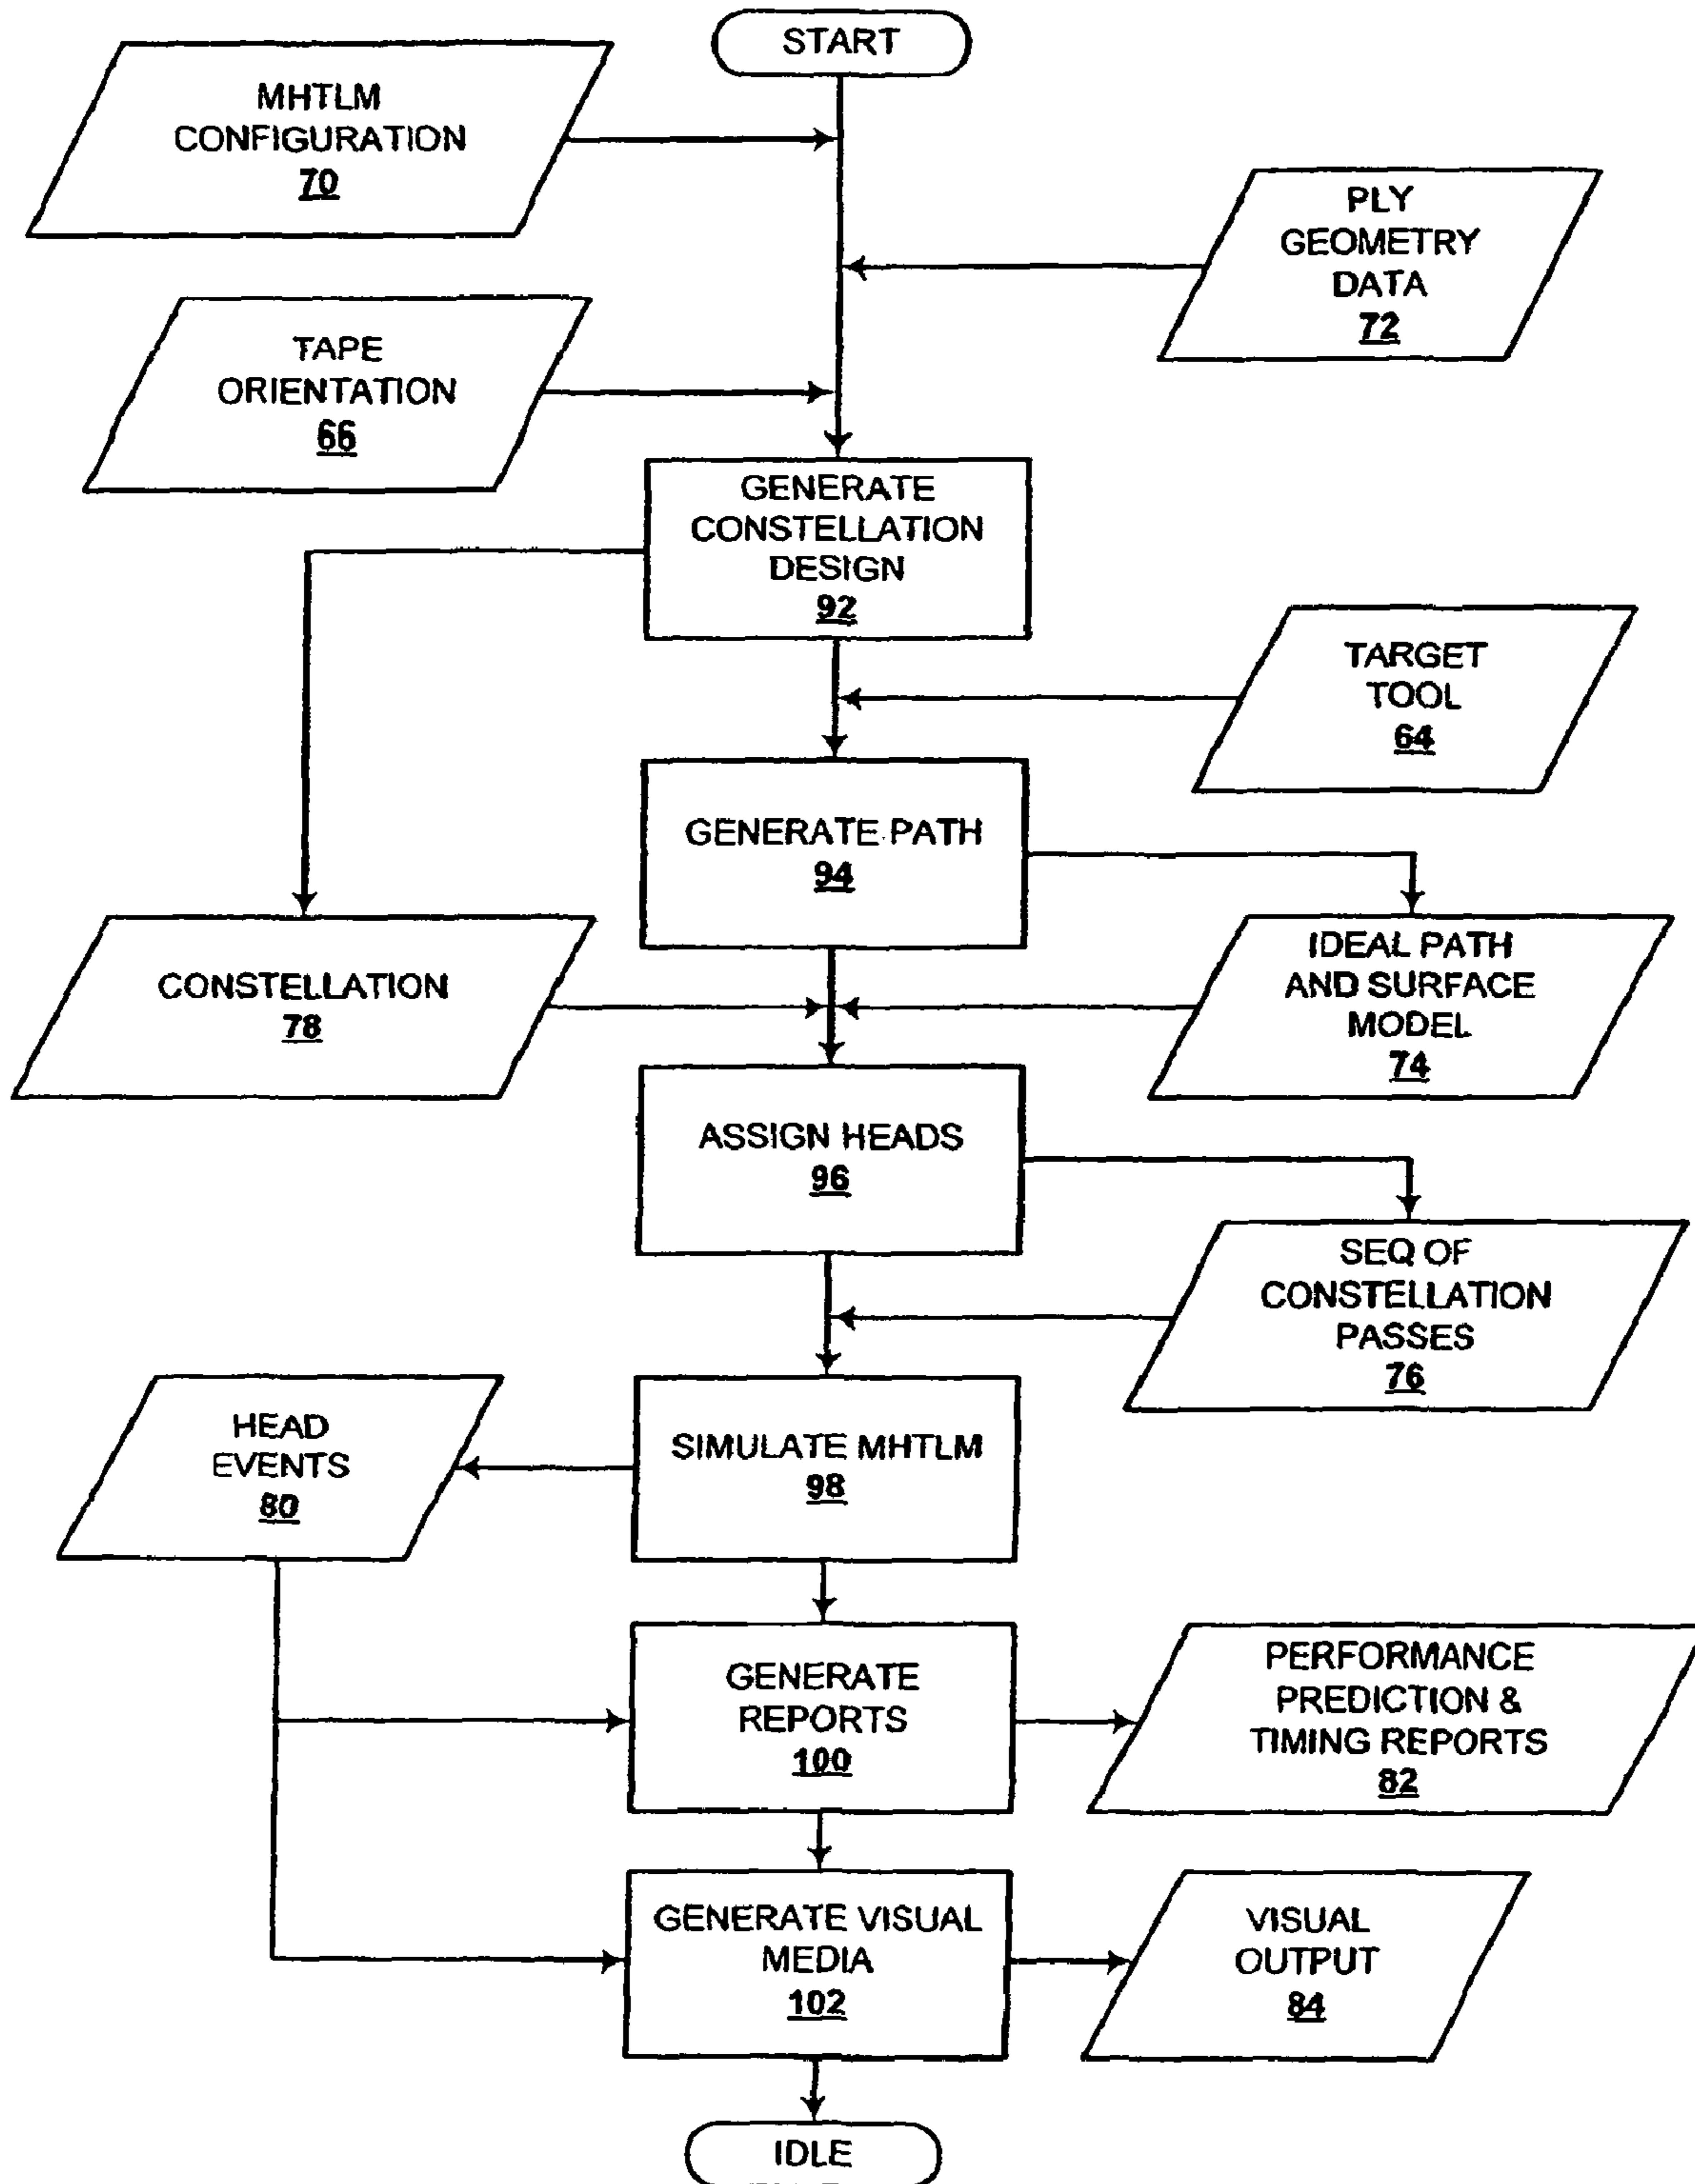 START
MHTLM
CONFIGURATION
70
PLY
GEOMETRY
DATA
72
TAPE
ORIENTATION
66
GENERATE
CONSTELLATION
DESIGN
92
TARGET
TOOL
64
GENERATE PATH
94
CONSTELLATION
78
IDEAL PATH
AND SURFACE
MODEL
74
ASSIGN HEADS
96
SEQ OF
CONSTELLATION
PASSES
76
HEAD
EVENTS
80
SIMULATE MHTLM
98
GENERATE
REPORTS
100
PERFORMANCE
PREDICTION &
TIMING REPORTS
82
GENERATE VISUAL
MEDIA
102
VISUAL
OUTPUT
84
IDLE